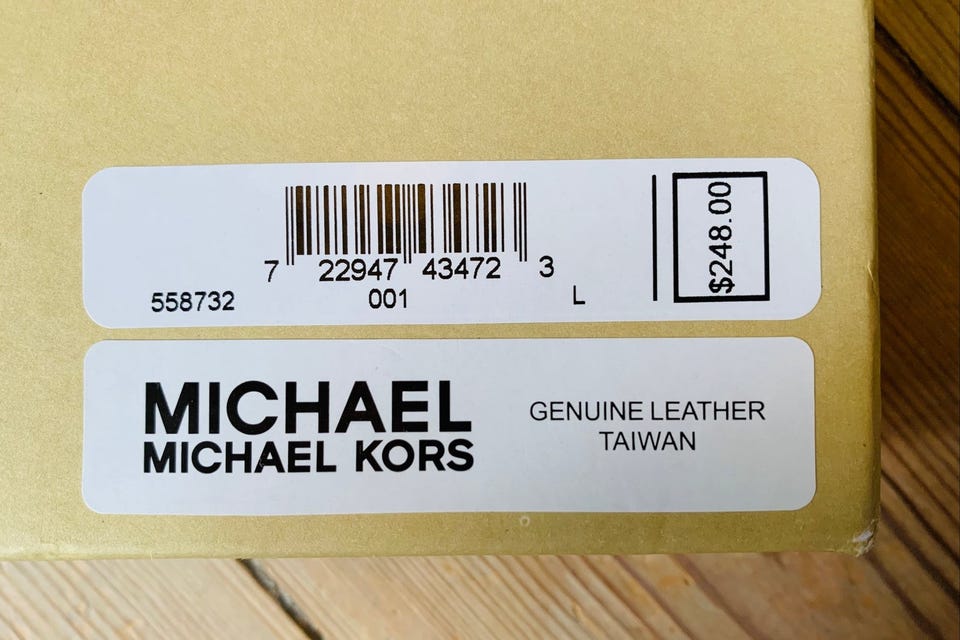 7 22947 43472 3
558732 001 L
$248.00
MICHAEL
MICHAEL KORS
GENUINE LEATHER
TAIWAN